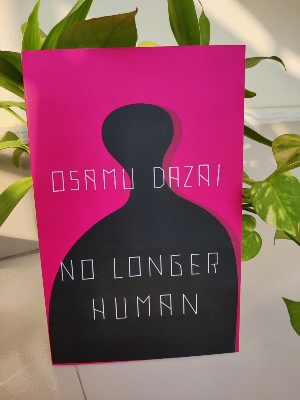 OSAMU DAZAI
NO LONGER
HUMAN